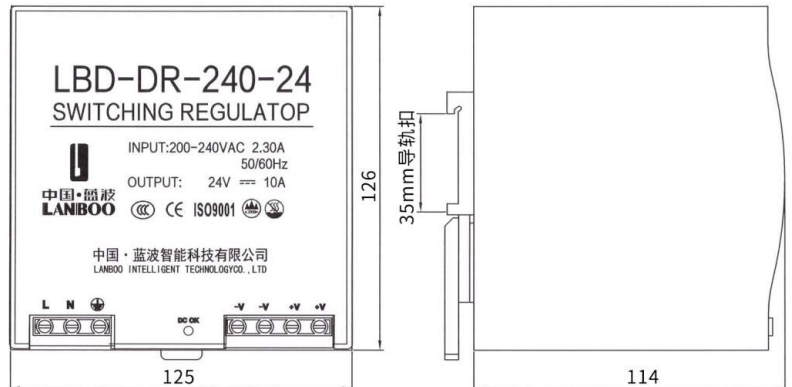 LBD-DR-240-24
SWITCHING REGULATOP
INPUT:200-240VAC 2.30A
50/60Hz
OUTPUT: 24V 10A
中国·蓝波
LANBOO
CCC CE ISO9001
中国·蓝波智能科技有限公司
LANBOO INTELLIGENT TECHNOLOGYCO.,LTD
L N
DC OK
-V -V +V +V
125
126
35mm导轨扣
114